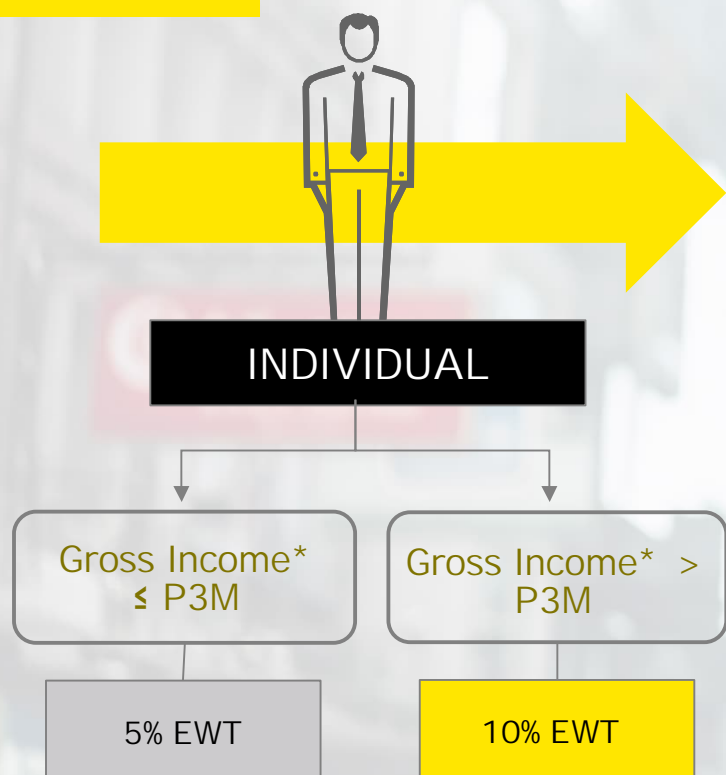 INDIVIDUAL
Gross Income*
≤ P3M
Gross Income* >
P3M
5% EWT
10% EWT